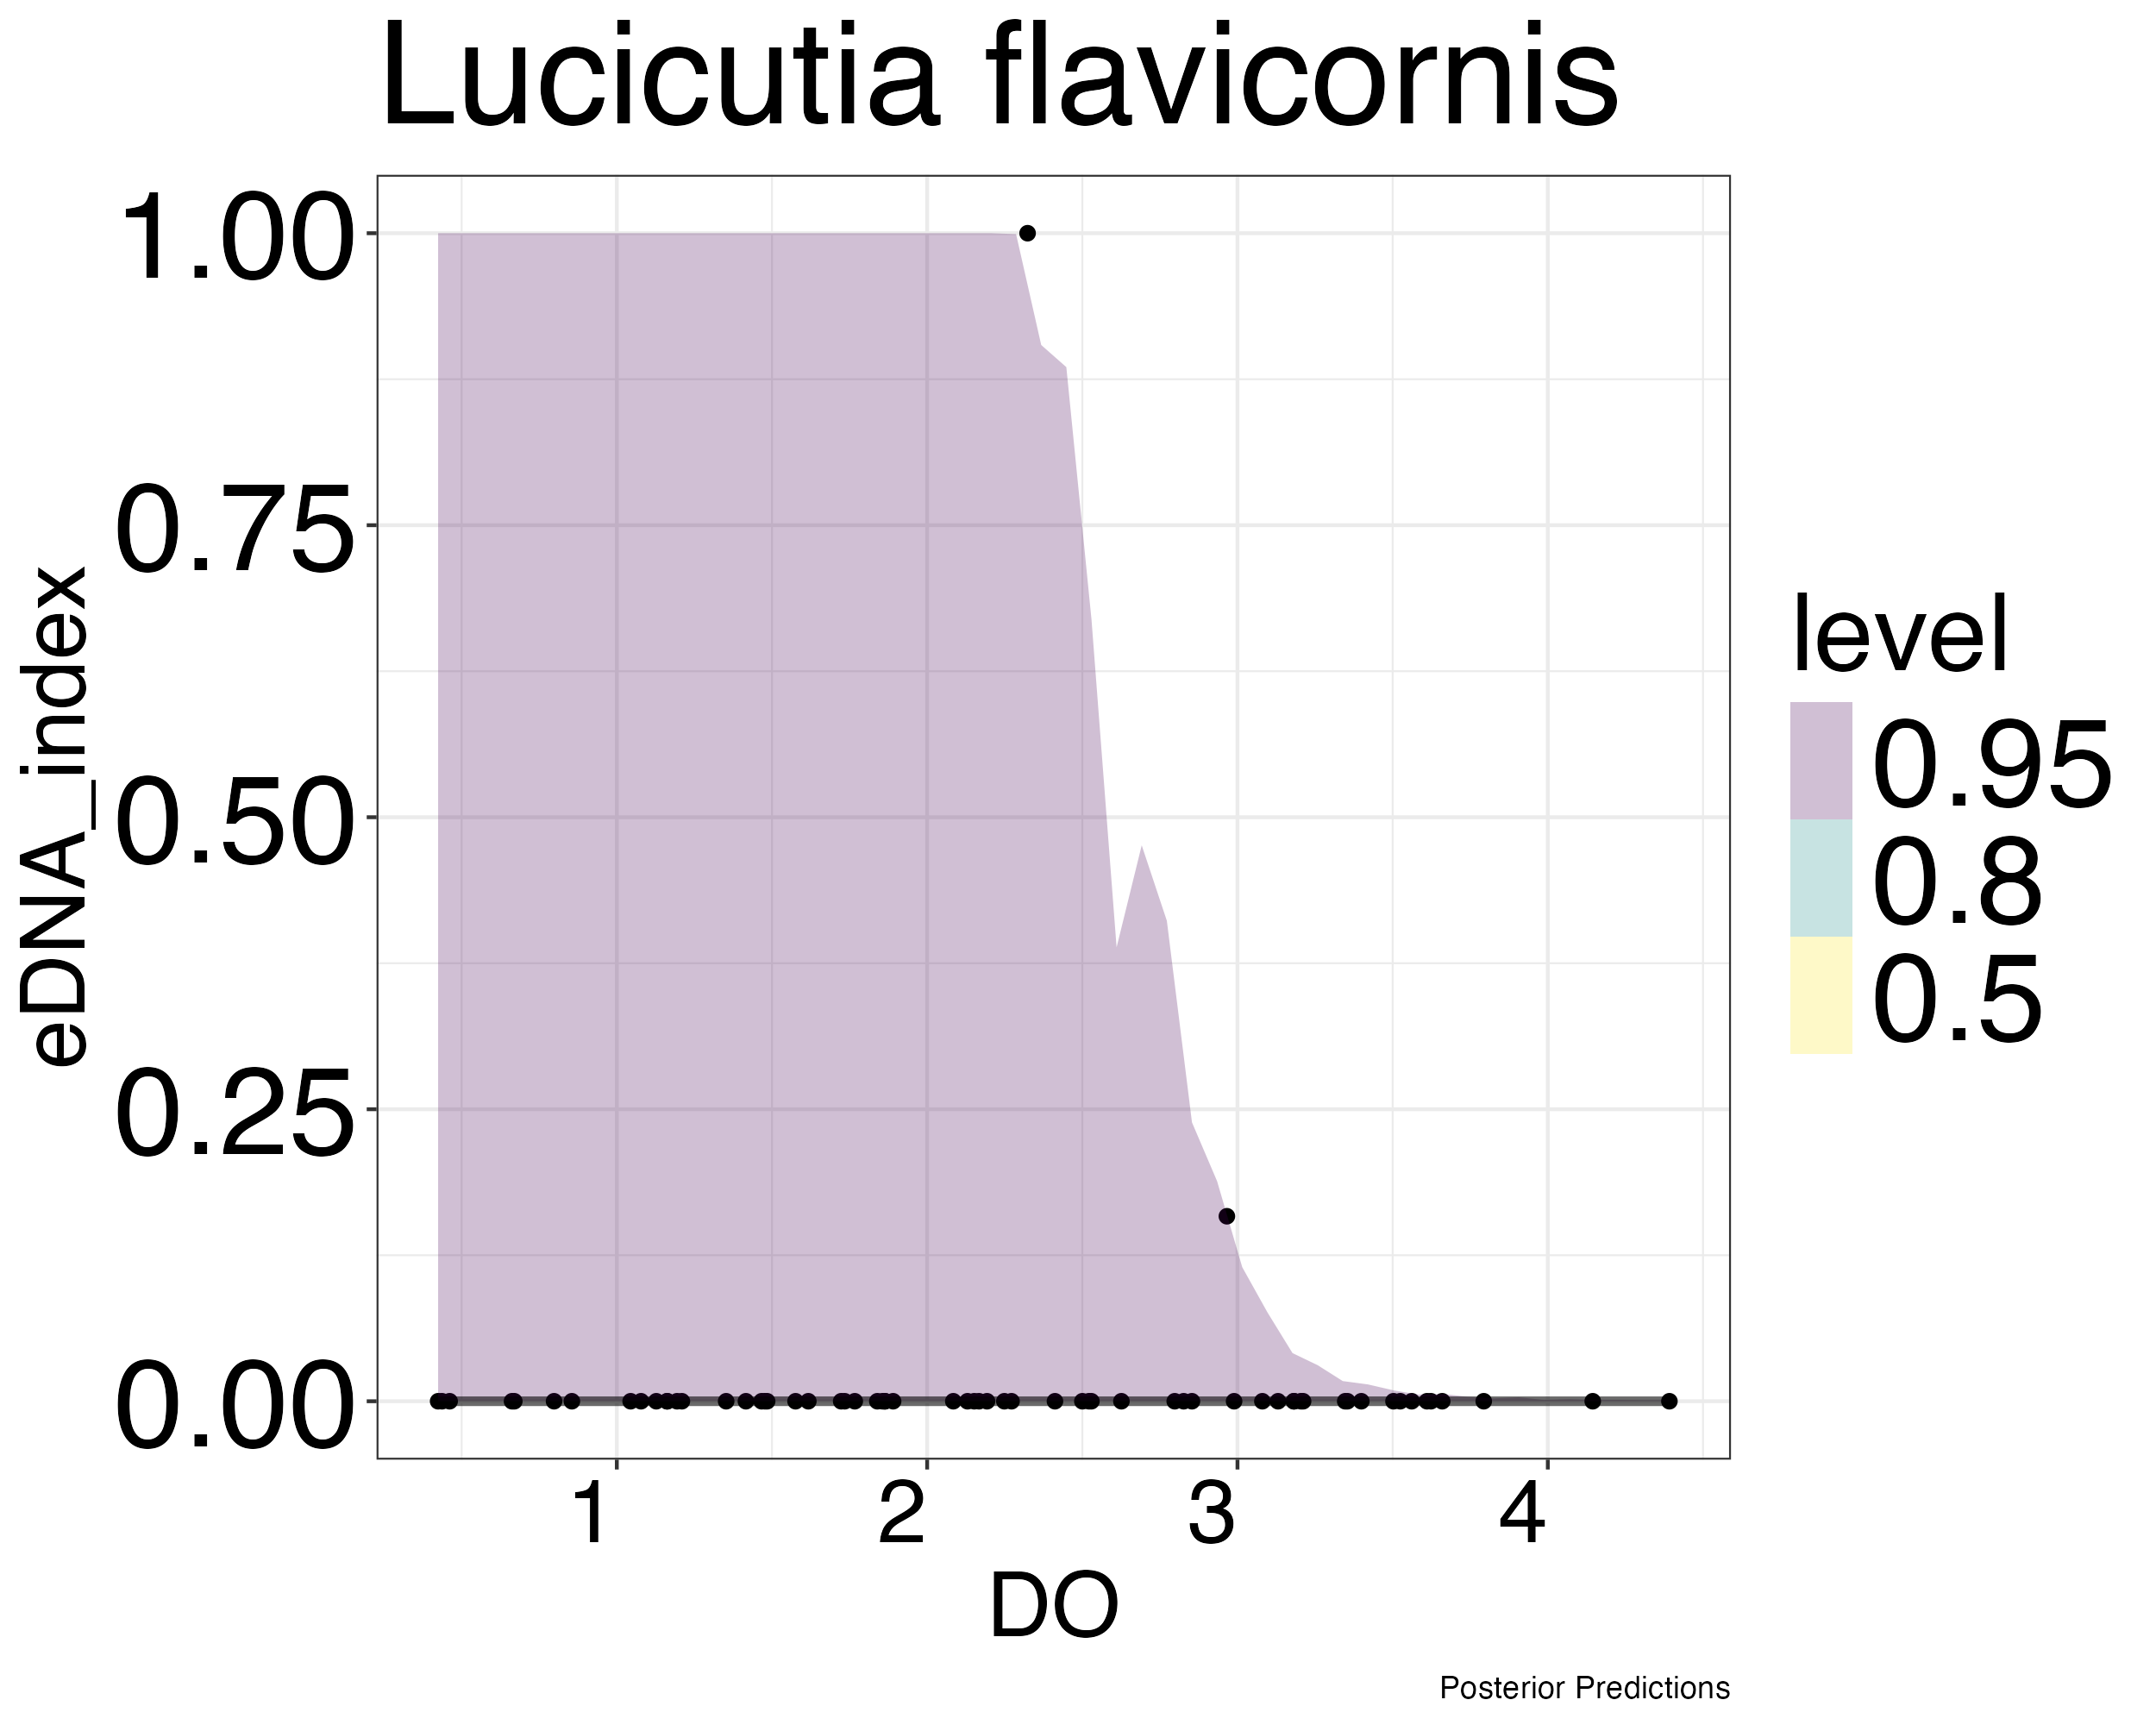 Lucicutia flavicornis
1.00
0.75
0.50
0.25
0.00
eDNA_index
1 2 3 4
DO
level
0.95
0.8
0.5
Posterior Predictions